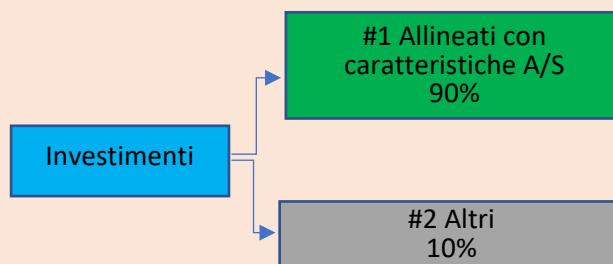 #1 Allineati con
caratteristiche A/S
90%
Investimenti
#2 Altri
10%